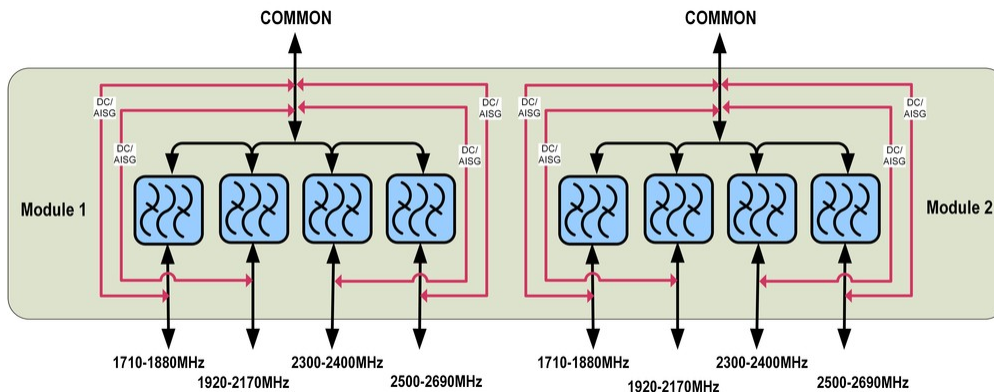 COMMON
COMMON
DC/
AISG
DC/
AISG
DC/
AISG
DC/
AISG
DC/
AISG
DC/
AISG
DC/
AISG
DC/
AISG
Module 1
Module 2
1710-1880MHz
2300-2400MHz
1710-1880MHz
2300-2400MHz
1920-2170MHz
2500-2690MHz
1920-2170MHz
2500-2690MHz